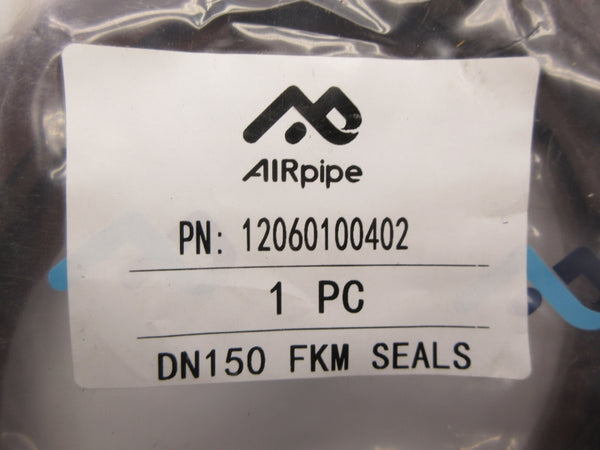 AIRpipe
PN: 12060100402
1 PC
DN150 FKM SEALS